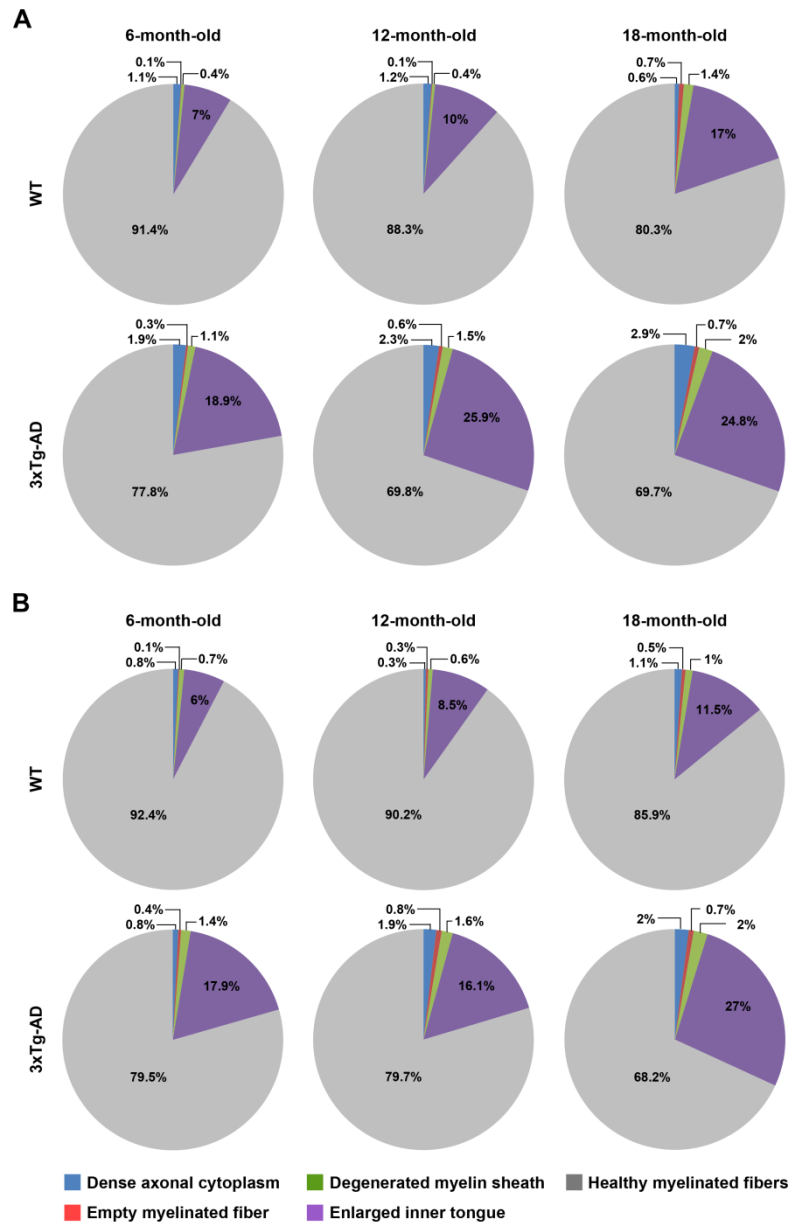 A
6-month-old 12-month-old 18-month-old
0.1% 0.1% 0.7%
1.1% 0.4% 1.2% 0.4% 0.6% 1.4%
7% 10% 17%
WT
91.4% 88.3% 80.3%
0.3% 0.6% 0.7%
1.9% 1.1% 2.3% 1.5% 2.9% 2%
18.9% 25.9% 24.8%
3xTg-AD
77.8% 69.8% 69.7%
B
6-month-old 12-month-old 18-month-old
0.1% 0.3% 0.5%
0.8% 0.7% 0.3% 0.6% 1.1% 1%
6% 8.5% 11.5%
WT
92.4% 90.2% 85.9%
0.4% 0.8% 0.7%
0.8% 1.4% 1.9% 1.6% 2% 2%
17.9% 16.1% 27%
3xTg-AD
79.5% 79.7% 68.2%
Dense axonal cytoplasm Degenerated myelin sheath Healthy myelinated fibers
Empty myelinated fiber Enlarged inner tongue